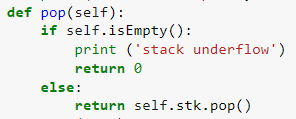 def pop(self):
    if self.isEmpty():
        print ('stack underflow')
        return 0
    else:
        return self.stk.pop()